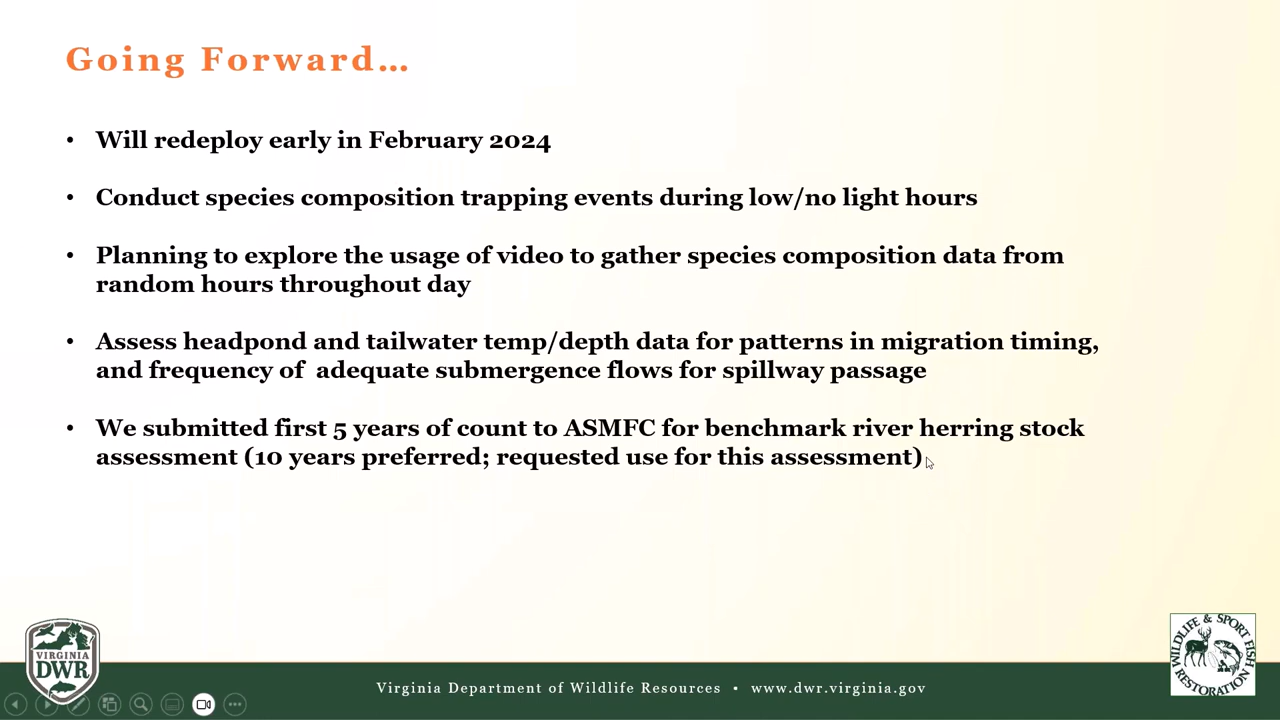 Going Forward…
• Will redeploy early in February 2024
• Conduct species composition trapping events during low/no light hours
• Planning to explore the usage of video to gather species composition data from
random hours throughout day
• Assess headpond and tailwater temp/depth data for patterns in migration timing,
and frequency of  adequate submergence flows for spillway passage
• We submitted first 5 years of count to ASMFC for benchmark river herring stock
assessment (10 years preferred; requested use for this assessment)
VIRGINIA
DWR
Virginia Department of Wildlife Resources • www.dwr.virginia.gov
WILDLIFE & SPORT FISH
RESTORATION